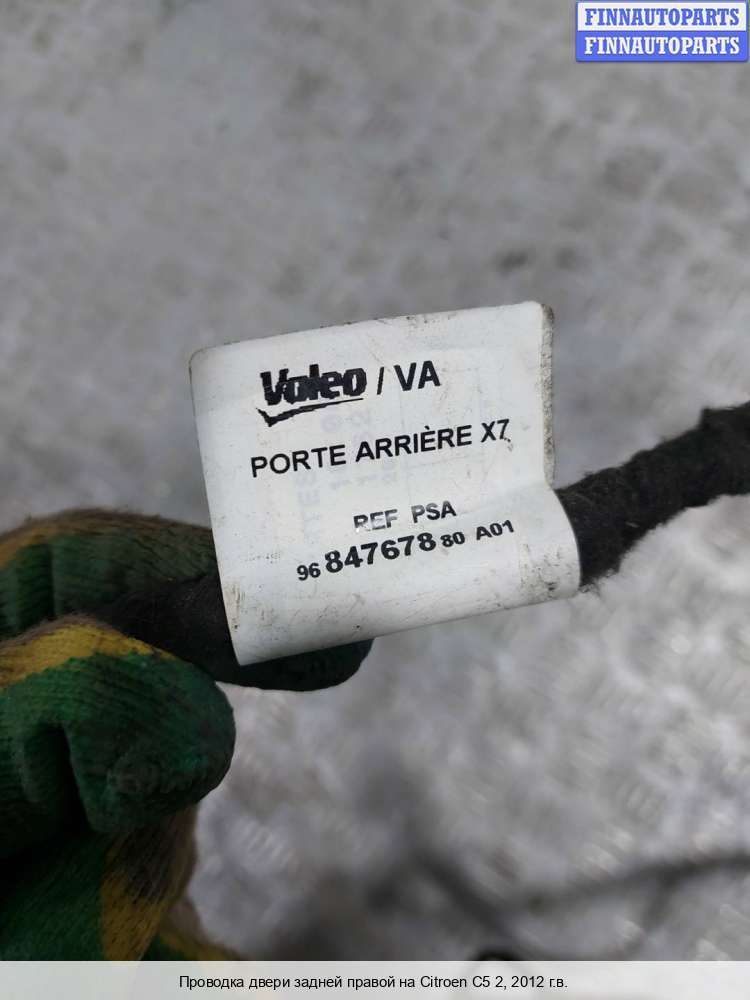 FINNAUTOPARTS
FINNAUTOPARTS
Valeo / VA
PORTE ARRIÈRE X7
REF PSA
96 847678 80 A01
Проводка двери задней правой на Citroen C5 2, 2012 г.в.